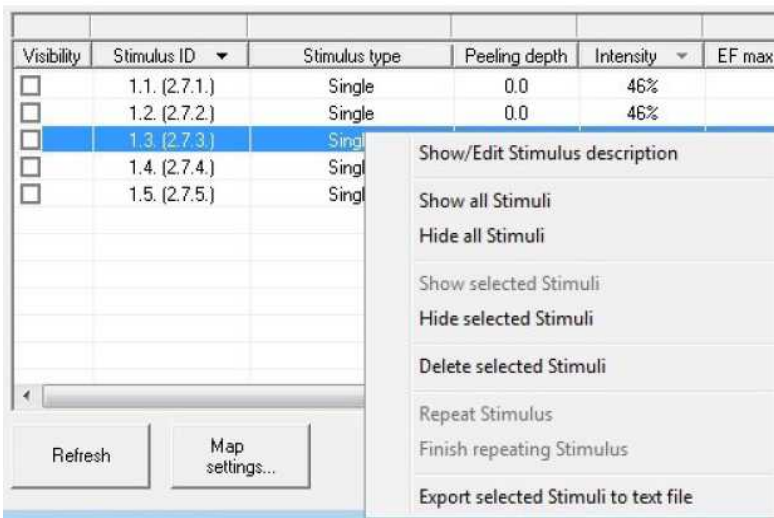 Visibility Stimulus ID Stimulus type Peeling depth Intensity EF max
1.1. (2.7.1.) Single 0.0 46%
1.2. (2.7.2.) Single 0.0 46%
1.3. (2.7.3.) Singl
1.4. (2.7.4.) Singl
1.5. (2.7.5.) Singl
Show/Edit Stimulus description
Show all Stimuli
Hide all Stimuli
Show selected Stimuli
Hide selected Stimuli
Delete selected Stimuli
Repeat Stimulus
Finish repeating Stimulus
Export selected Stimuli to text file
Refresh
Map
settings...